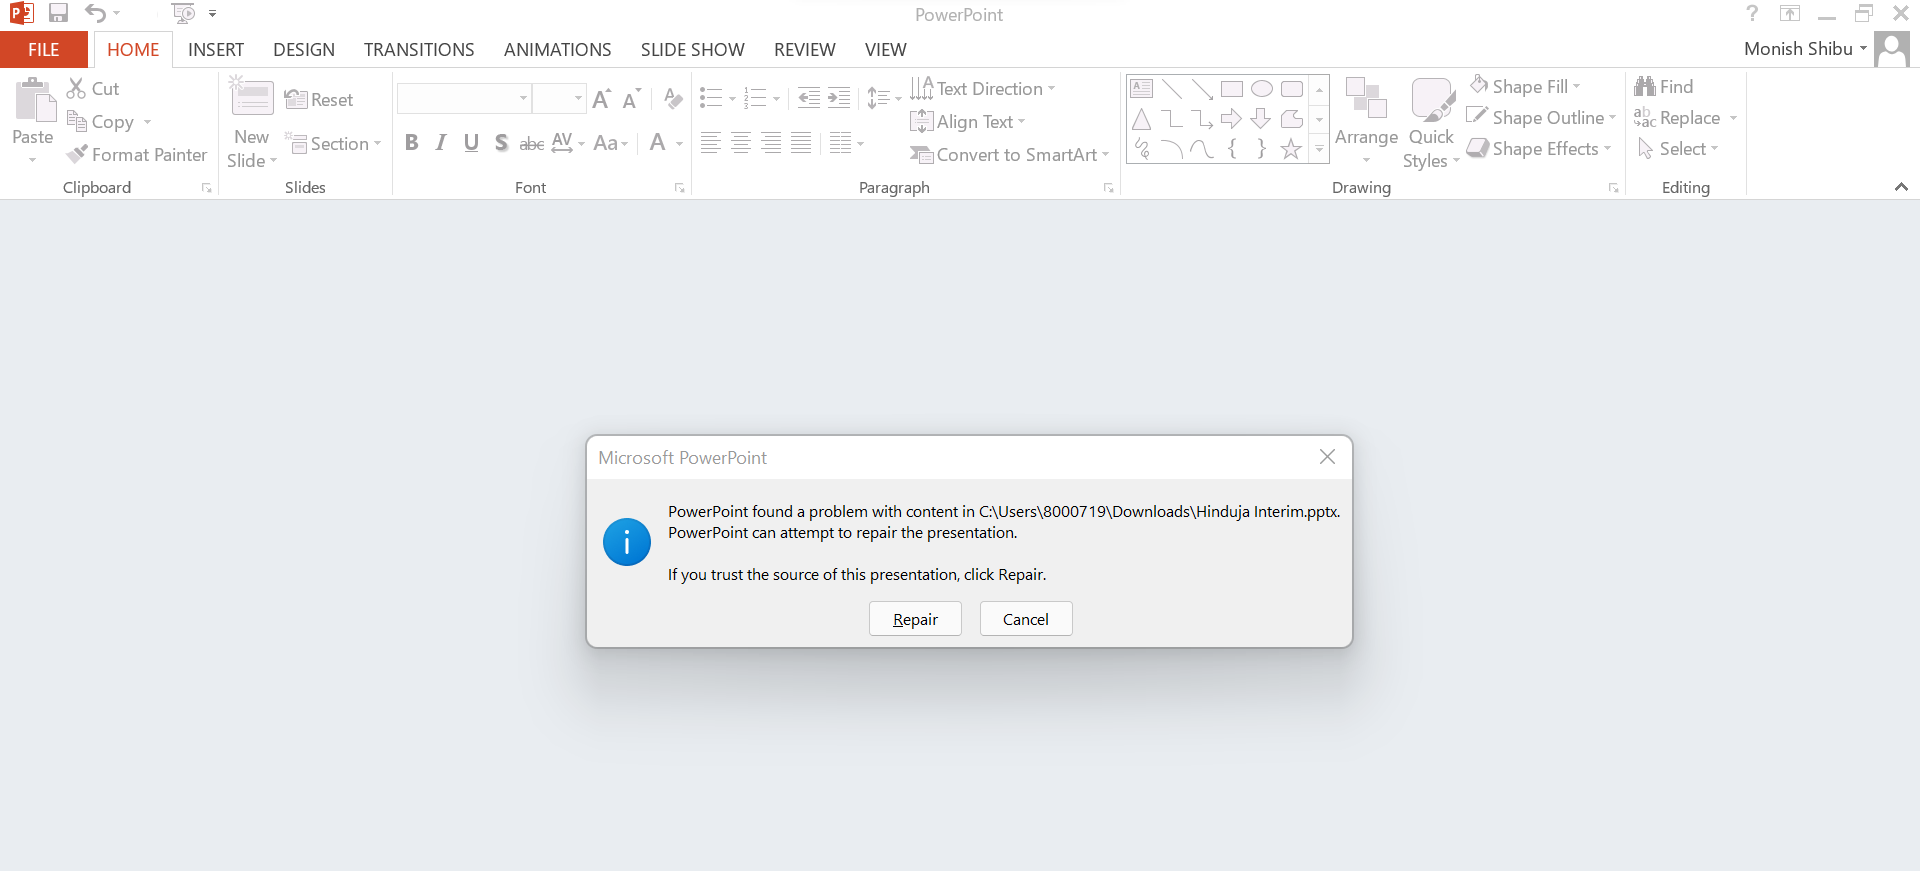 PowerPoint
FILE HOME INSERT DESIGN TRANSITIONS ANIMATIONS SLIDE SHOW REVIEW VIEW
Monish Shibu
Paste
Cut
Copy
Format Painter
Clipboard
New
Slide
Reset
Section
Slides
B I U S abc AV Aa A
A A
Font
Text Direction
Align Text
Convert to SmartArt
Paragraph
Arrange
Quick
Styles
Shape Fill
Shape Outline
Shape Effects
Drawing
Find
Replace
Select
Editing
Microsoft PowerPoint
PowerPoint found a problem with content in C:\Users\8000719\Downloads\Hinduja Interim.pptx.
PowerPoint can attempt to repair the presentation.
If you trust the source of this presentation, click Repair.
Repair Cancel